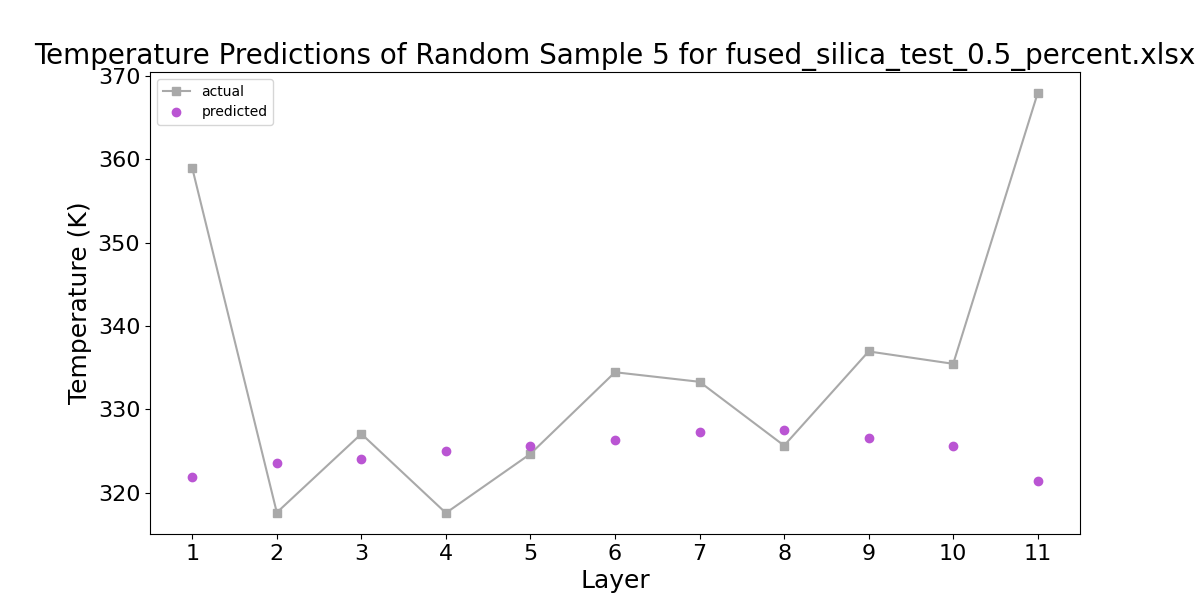 Temperature Predictions of Random Sample 5 for fused_silica_test_0.5_percent.xlsx
actual
predicted
Temperature (K)
370
360
350
340
330
320
1 2 3 4 5 6 7 8 9 10 11
Layer